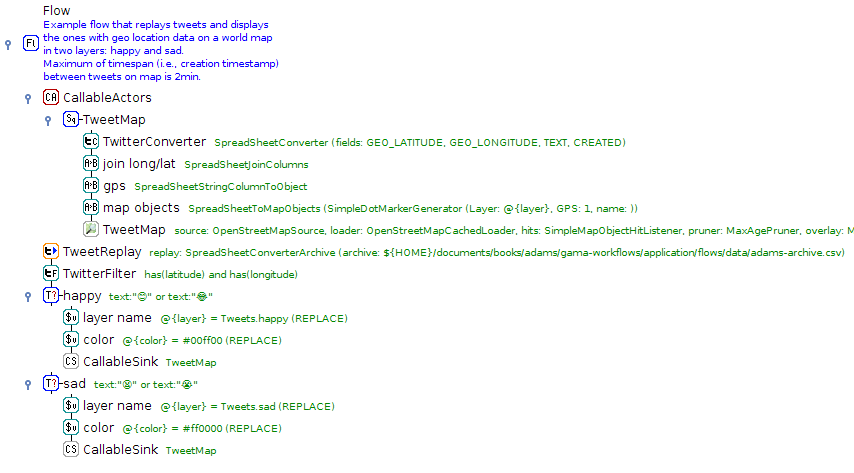 Flow
Example flow that replays tweets and displays
the ones with geo location data on a world map
in two layers: happy and sad.
Maximum of timespan (i.e., creation timestamp)
between tweets on map is 2min.
Fl
CA CallableActors
Sq TweetMap
C TwitterConverter SpreadSheetConverter (fields: GEO_LATITUDE, GEO_LONGITUDE, TEXT, CREATED)
A›B join long/lat SpreadSheetJoinColumns
A›B gps SpreadSheetStringColumnToObject
A›B map objects SpreadSheetToMapObjects (SimpleDotMarkerGenerator (Layer: @{layer}, GPS: 1, name: ))
TweetMap source: OpenStreetMapSource, loader: OpenStreetMapCachedLoader, hits: SimpleMapObjectHitListener, pruner: MaxAgePruner, overlay: M
TweetReplay replay: SpreadSheetConverterArchive (archive: ${HOME}/documents/books/adams/gama-workflows/application/flows/data/adams-archive.csv)
F TwitterFilter has(latitude) and has(longitude)
T? happy text:"😊" or text:"😂"
$v layer name @{layer} = Tweets.happy (REPLACE)
$v color @{color} = #00ff00 (REPLACE)
CS CallableSink TweetMap
T? sad text:"" or text:"😭"
$v layer name @{layer} = Tweets.sad (REPLACE)
$v color @{color} = #ff0000 (REPLACE)
CS CallableSink TweetMap